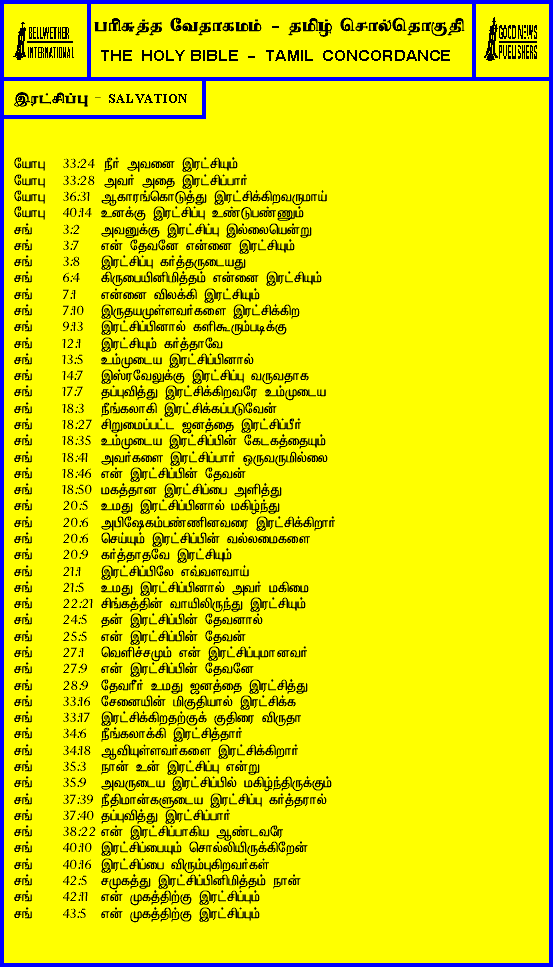 BELLWETHER
INTERNATIONAL
பரிசுத்த வேதாகமம் - தமிழ் சொல்தொகுதி
THE HOLY BIBLE - TAMIL CONCORDANCE
GOOD NEWS
PUBLISHERS
இரட்சிப்பு - SALVATION
யோபு 33:24 நீர் அவனை இரட்சியும்
யோபு 33:28 அவர் அதை இரட்சிப்பார்
யோபு 36:31 ஆகாரங்கொடுத்து இரட்சிக்கிறவருமாய்
யோபு 40:14 உனக்கு இரட்சிப்பு உண்டுபண்ணும்
சங் 3:2 அவனுக்கு இரட்சிப்பு இல்லையென்று
சங் 3:7 என் தேவனே என்னை இரட்சியும்
சங் 3:8 இரட்சிப்பு கர்த்தருடையது
சங் 6:4 கிருபையினிமித்தம் என்னை இரட்சியும்
சங் 7:1 என்னை விலக்கி இரட்சியும்
சங் 7:10 இருதயமுள்ளவர்களை இரட்சிக்கிற
சங் 9:13 இரட்சிப்பினால் களிகூரும்படிக்கு
சங் 12:1 இரட்சியும் கர்த்தாவே
சங் 13:5 உம்முடைய இரட்சிப்பினால்
சங் 14:7 இஸ்ரவேலுக்கு இரட்சிப்பு வருவதாக
சங் 17:7 தப்புவித்து இரட்சிக்கிறவரே உம்முடைய
சங் 18:3 நீங்கலாகி இரட்சிக்கப்படுவேன்
சங் 18:27 சிறுமைப்பட்ட ஜனத்தை இரட்சிப்பீர்
சங் 18:35 உம்முடைய இரட்சிப்பின் கேடகத்தையும்
சங் 18:41 அவர்களை இரட்சிப்பார் ஒருவருமில்லை
சங் 18:46 என் இரட்சிப்பின் தேவன்
சங் 18:50 மகத்தான இரட்சிப்பை அளித்து
சங் 20:5 உமது இரட்சிப்பினால் மகிழ்ந்து
சங் 20:6 அபிஷேகம்பண்ணினவரை இரட்சிக்கிறார்
சங் 20:6 செய்யும் இரட்சிப்பின் வல்லமைகளை
சங் 20:9 கர்த்தாதவே இரட்சியும்
சங் 21:1 இரட்சிப்பிலே எவ்வளவாய்
சங் 21:5 உமது இரட்சிப்பினால் அவர் மகிமை
சங் 22:21 சிங்கத்தின் வாயிலிருந்து இரட்சியும்
சங் 24:5 தன் இரட்சிப்பின் தேவனால்
சங் 25:5 என் இரட்சிப்பின் தேவன்
சங் 27:1 வெளிச்சமும் என் இரட்சிப்புமானவர்
சங் 27:9 என் இரட்சிப்பின் தேவனே
சங் 28:9 தேவரீர் உமது ஜனத்தை இரட்சித்து
சங் 33:16 சேனையின் மிகுதியால் இரட்சிக்க
சங் 33:17 இரட்சிக்கிறதற்குக் குதிரை விருதா
சங் 34:6 நீங்கலாக்கி இரட்சித்தார்
சங் 34:18 ஆவியுள்ளவர்களை இரட்சிக்கிறார்
சங் 35:3 நான் உன் இரட்சிப்பு என்று
சங் 35:9 அவருடைய இரட்சிப்பில் மகிழ்ந்திருக்கும்
சங் 37:39 நீதிமான்களுடைய இரட்சிப்பு கர்த்தரால்
சங் 37:40 தப்புவித்து இரட்சிப்பார்
சங் 38:22 என் இரட்சிப்பாகிய ஆண்டவரே
சங் 40:10 இரட்சிப்பையும் சொல்லியிருக்கிறேன்
சங் 40:16 இரட்சிப்பை விரும்புகிறவர்கள்
சங் 42:5 சமுகத்து இரட்சிப்பினிமித்தம் நான்
சங் 42:11 என் முகத்திற்கு இரட்சிப்பும்
சங் 43:5 என் முகத்திற்கு இரட்சிப்பும்